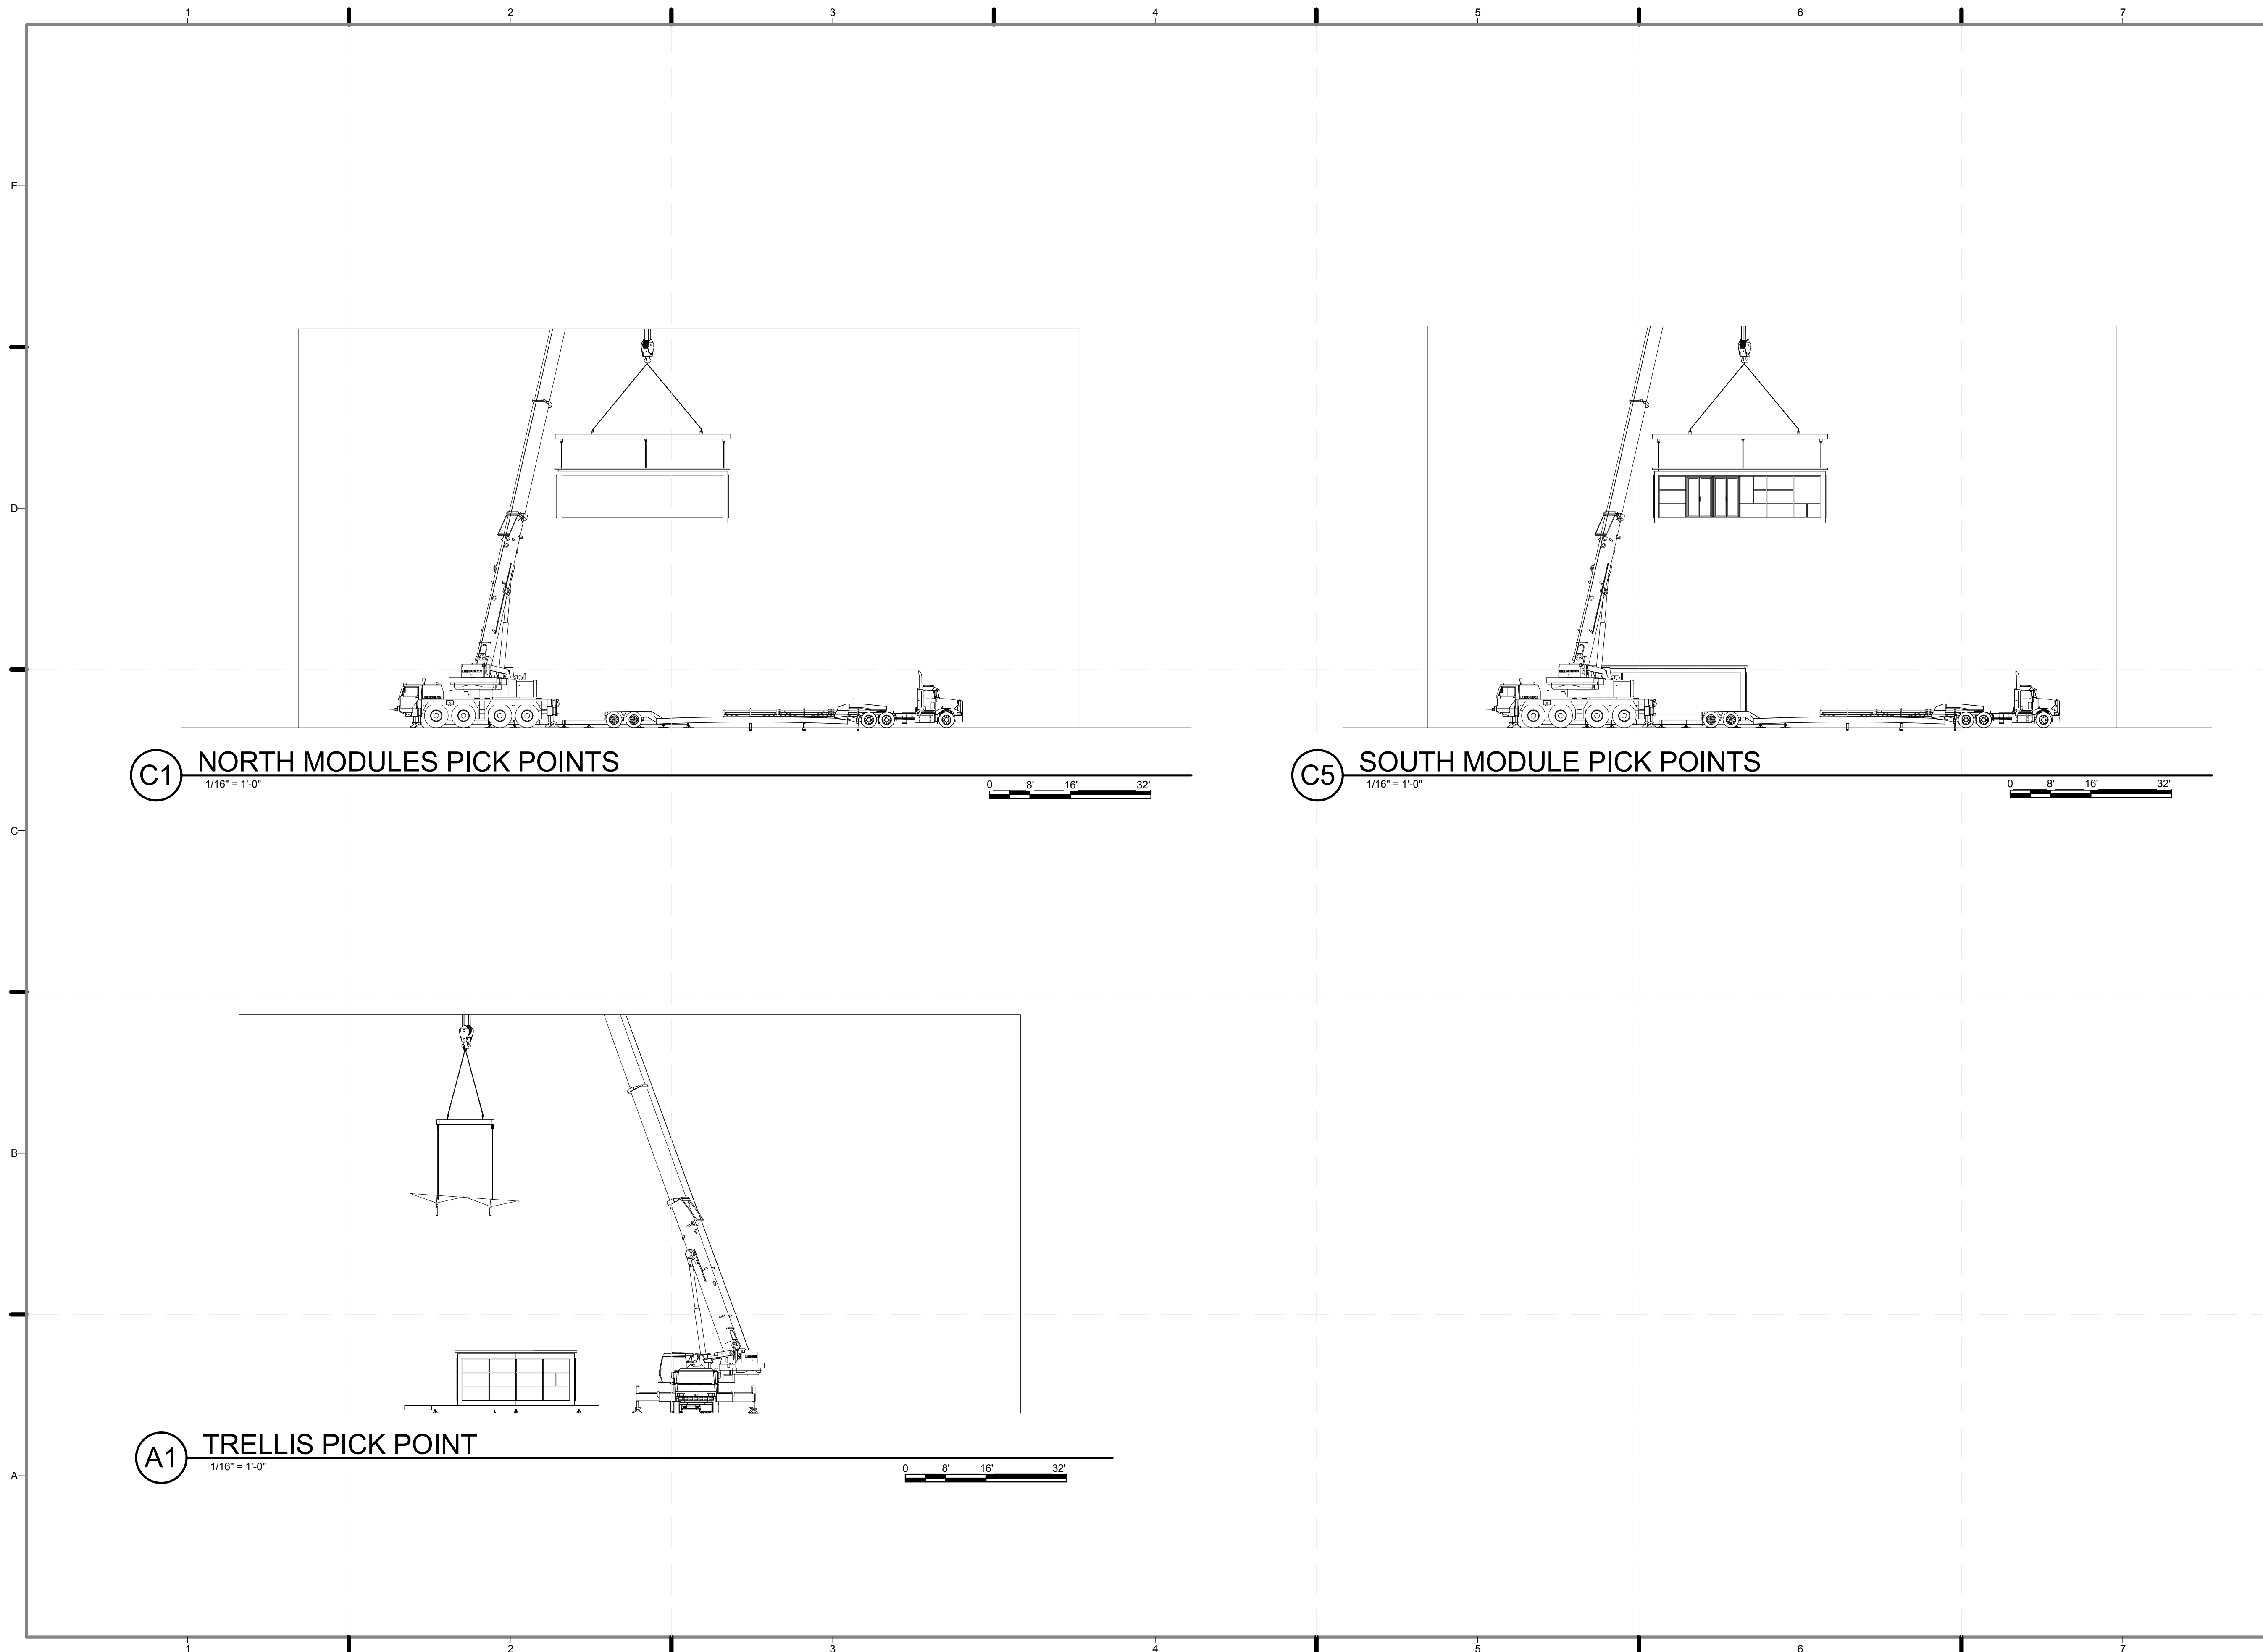 1 2 3 4 5 6 7
E
D
C1 NORTH MODULES PICK POINTS
1/16" = 1'-0"
0 8' 16' 32'
C5 SOUTH MODULE PICK POINTS
1/16" = 1'-0"
0 8' 16' 32'
C
B
A1 TRELLIS PICK POINT
1/16" = 1'-0"
0 8' 16' 32'
A
1 2 3 4 5 6 7